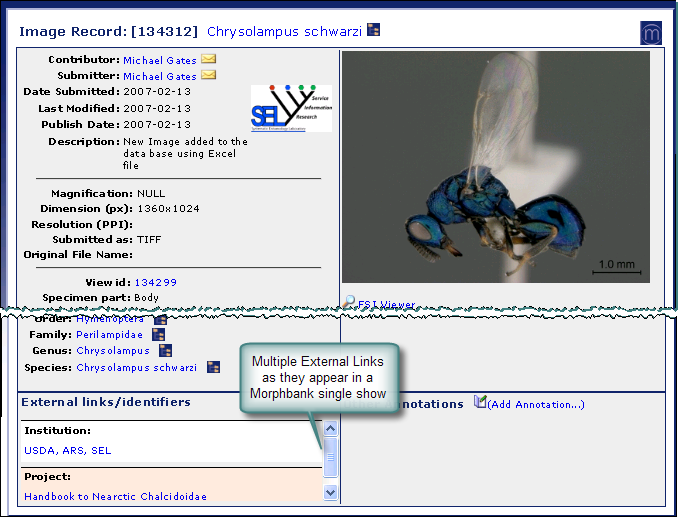 Image Record: [134312] Chrysolampus schwarzi
m
Contributor: Michael Gates
Submitter: Michael Gates
Date Submitted: 2007-02-13
Last Modified: 2007-02-13
Publish Date: 2007-02-13
Description: New Image added to the
data base using Excel
file
SEL
Service
Information
Research
Systematic Entomology Laboratory
Magnification: NULL
Dimension (px): 1360x1024
Resolution (PPI):
Submitted as: TIFF
Original File Name:
View id: 134299
Specimen part: Body
1.0 mm
FSI Viewer
Order: Hymenoptera
Family: Perilampidae
Genus: Chrysolampus
Species: Chrysolampus schwarzi
Multiple External Links
as they appear in a
Morphbank single show
External links/identifiers
Institution:
USDA, ARS, SEL
Project:
Handbook to Nearctic Chalcidoidae
notations (Add Annotation...)